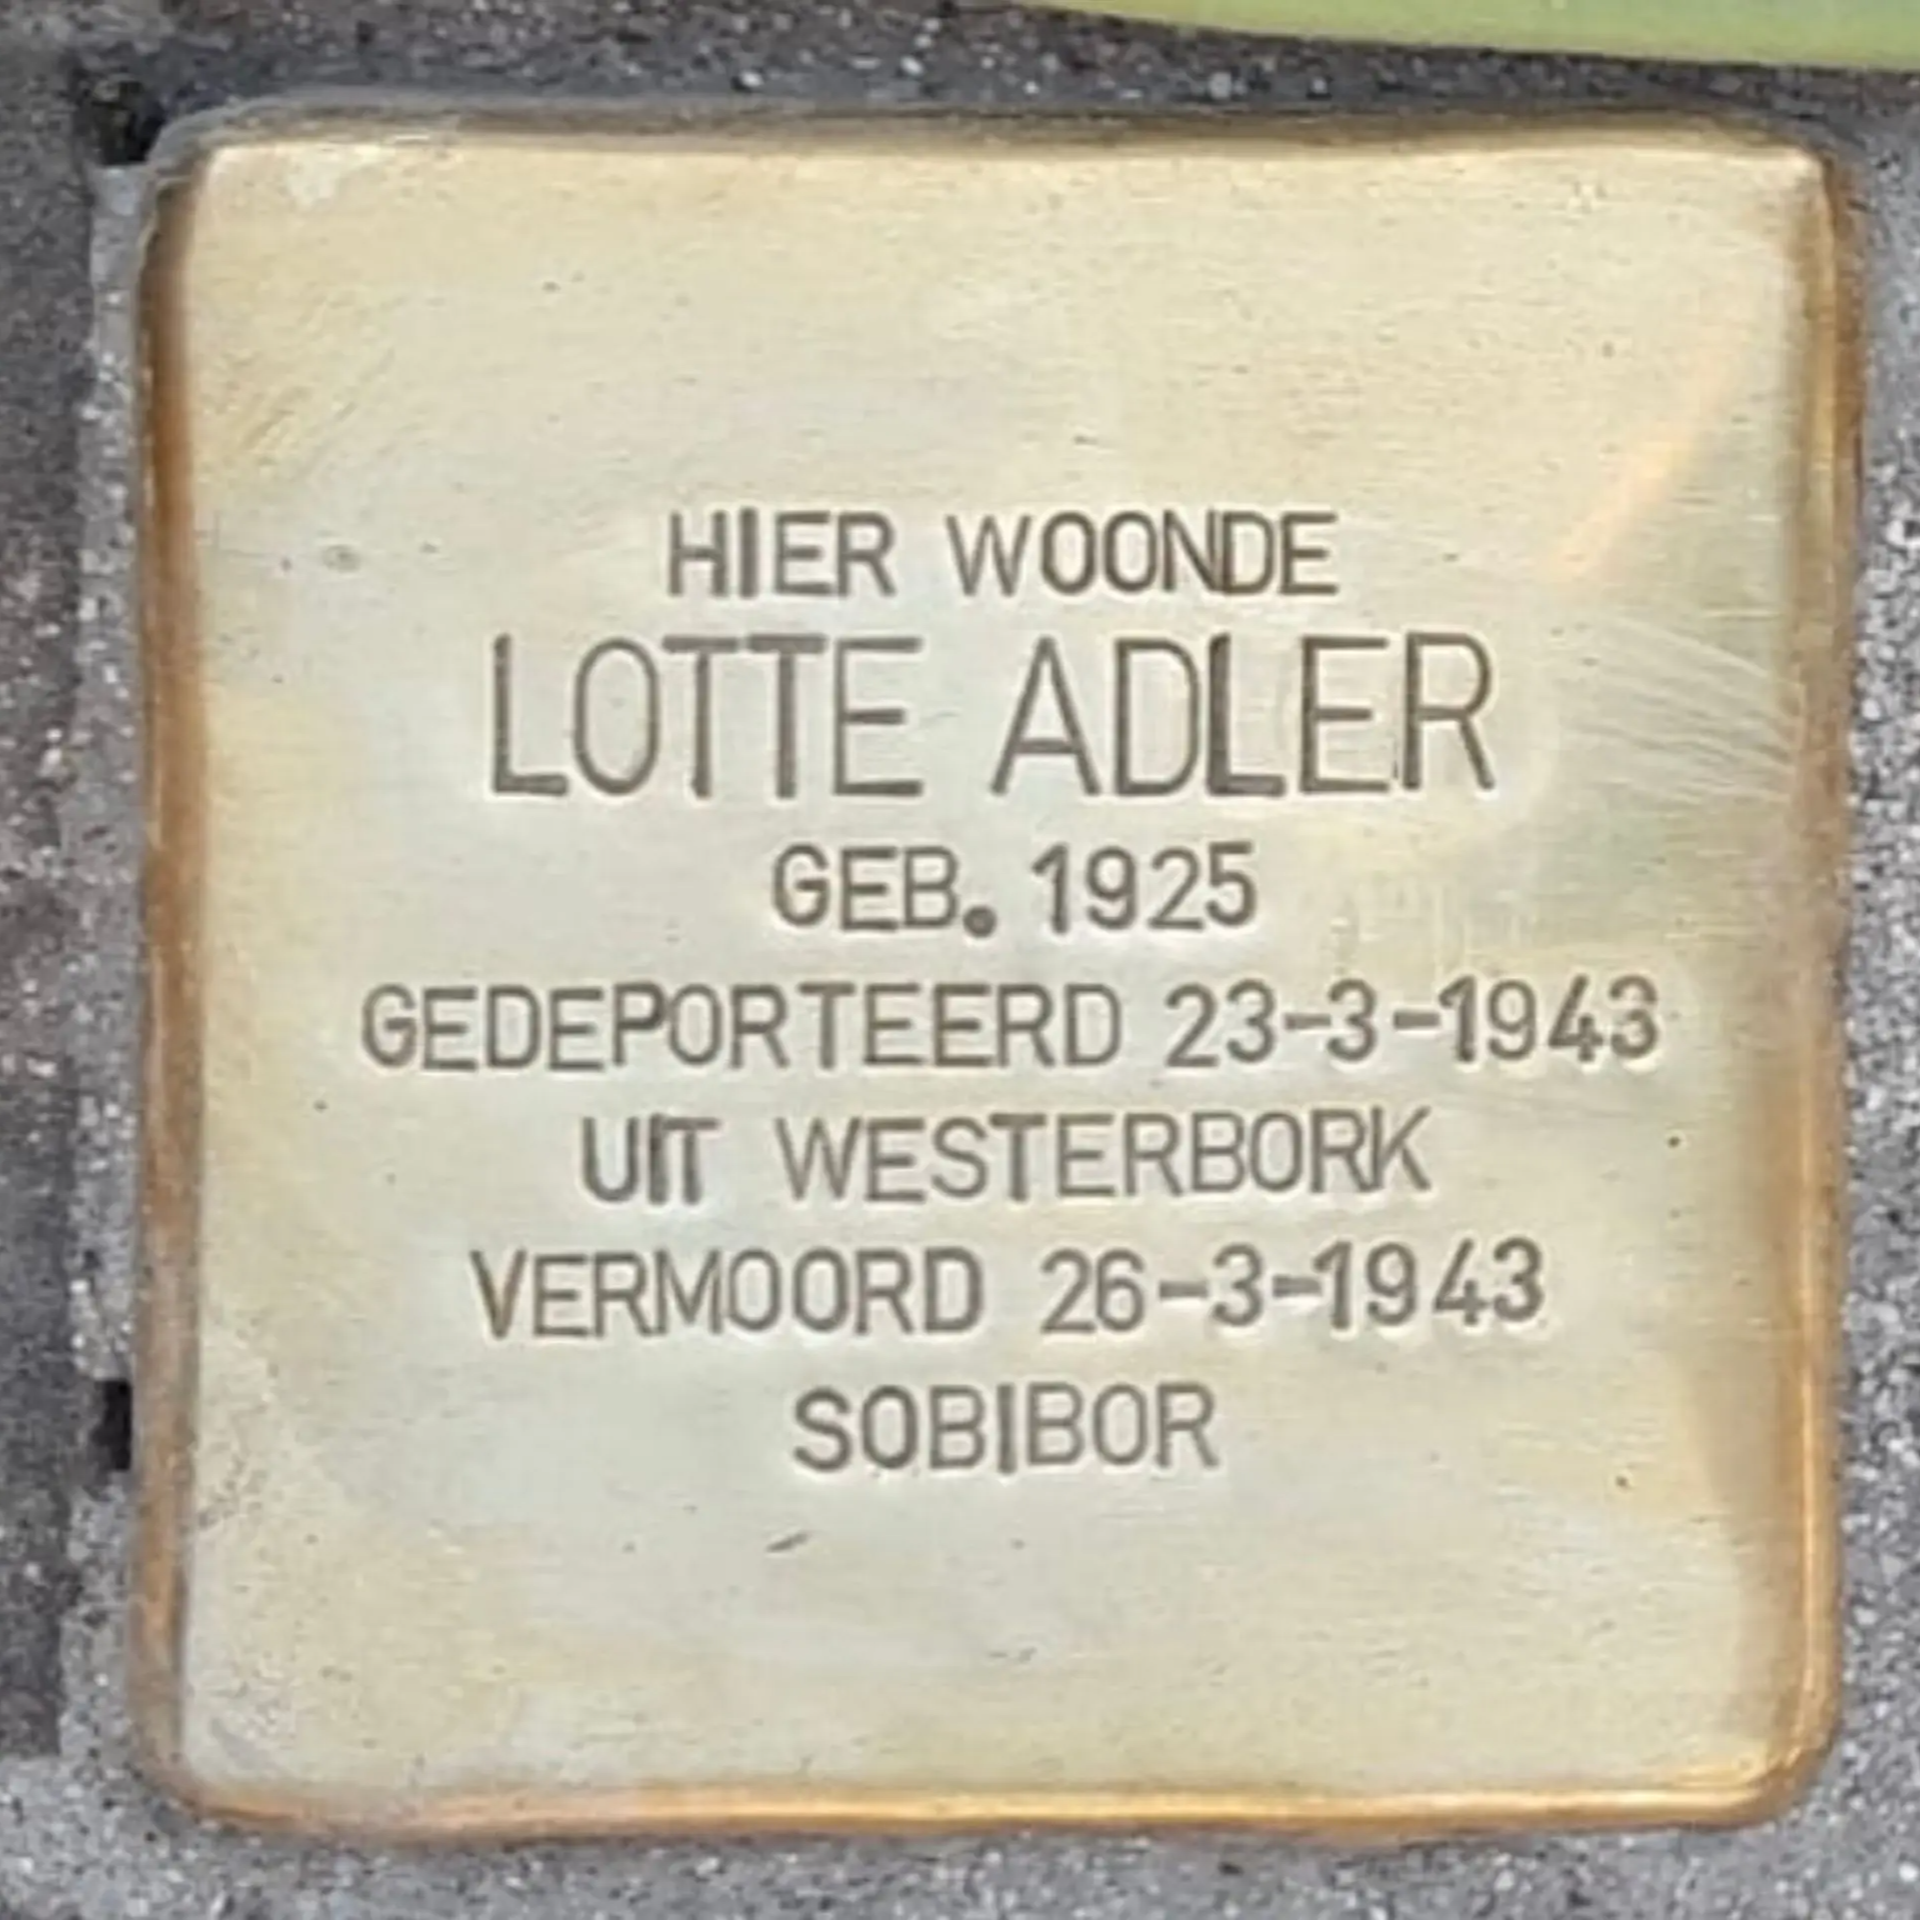 HIER WOONDE
LOTTE ADLER
GEB. 1925
GEDEPORTEERD 23-3-1943
UIT WESTERBORK
VERMOORD 26-3-1943
SOBIBOR